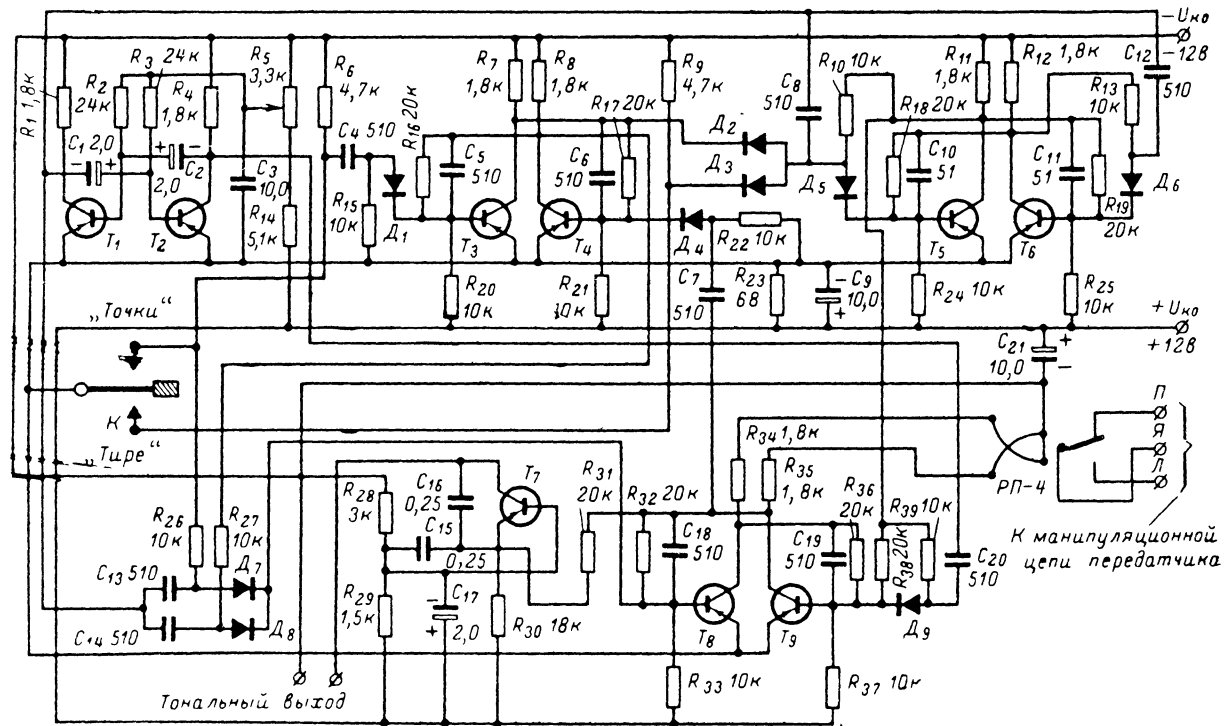 − Uко
−12в
R1 1,8к
R2
24к
R3
24к
R4
1,8к
R5
3,3к
R6
4,7к
R7
1,8к
R8
1,8к
R9
4,7к
C8
510
R10 10к
R11
1,8к
R12 1,8к
C12
510
R13
10к
C1 2,0
+
−
+
−
C2
2,0
C3
10,0
R14
5,1к
C4 510
R15
10к
Д1
R16 20к
C5
510
C6
510
R17 20к
Д2
Д3
Д5
R18 20к
C10
51
C11
51
Д6
R19
20к
T1
T2
T3
T4
Д4
R22
10к
T5
T6
R20
10к
R21
10к
C7
510
R23
68
−
C9
10,0
+
R24 10к
R25
10к
„Точки“
+ Uко
+12в
C21
10,0
+
−
К
„Тире“
П
Я
Л
РП-4
К манипуляционной
цепи передатчика
R34 1,8к
R35
1,8к
R26
10к
R27
10к
R28
3к
C16
0,25
C15
0,25
T7
R31
20к
R32 20к
C18
510
C19
510
R36
20к
R38 20к
R39 10к
C20
510
C13 510
Д7
C14 510
Д8
R29
1,5к
−
C17
+
2,0
R30 18к
T8
T9
Д9
R33 10к
R37 10к
Тональный выход